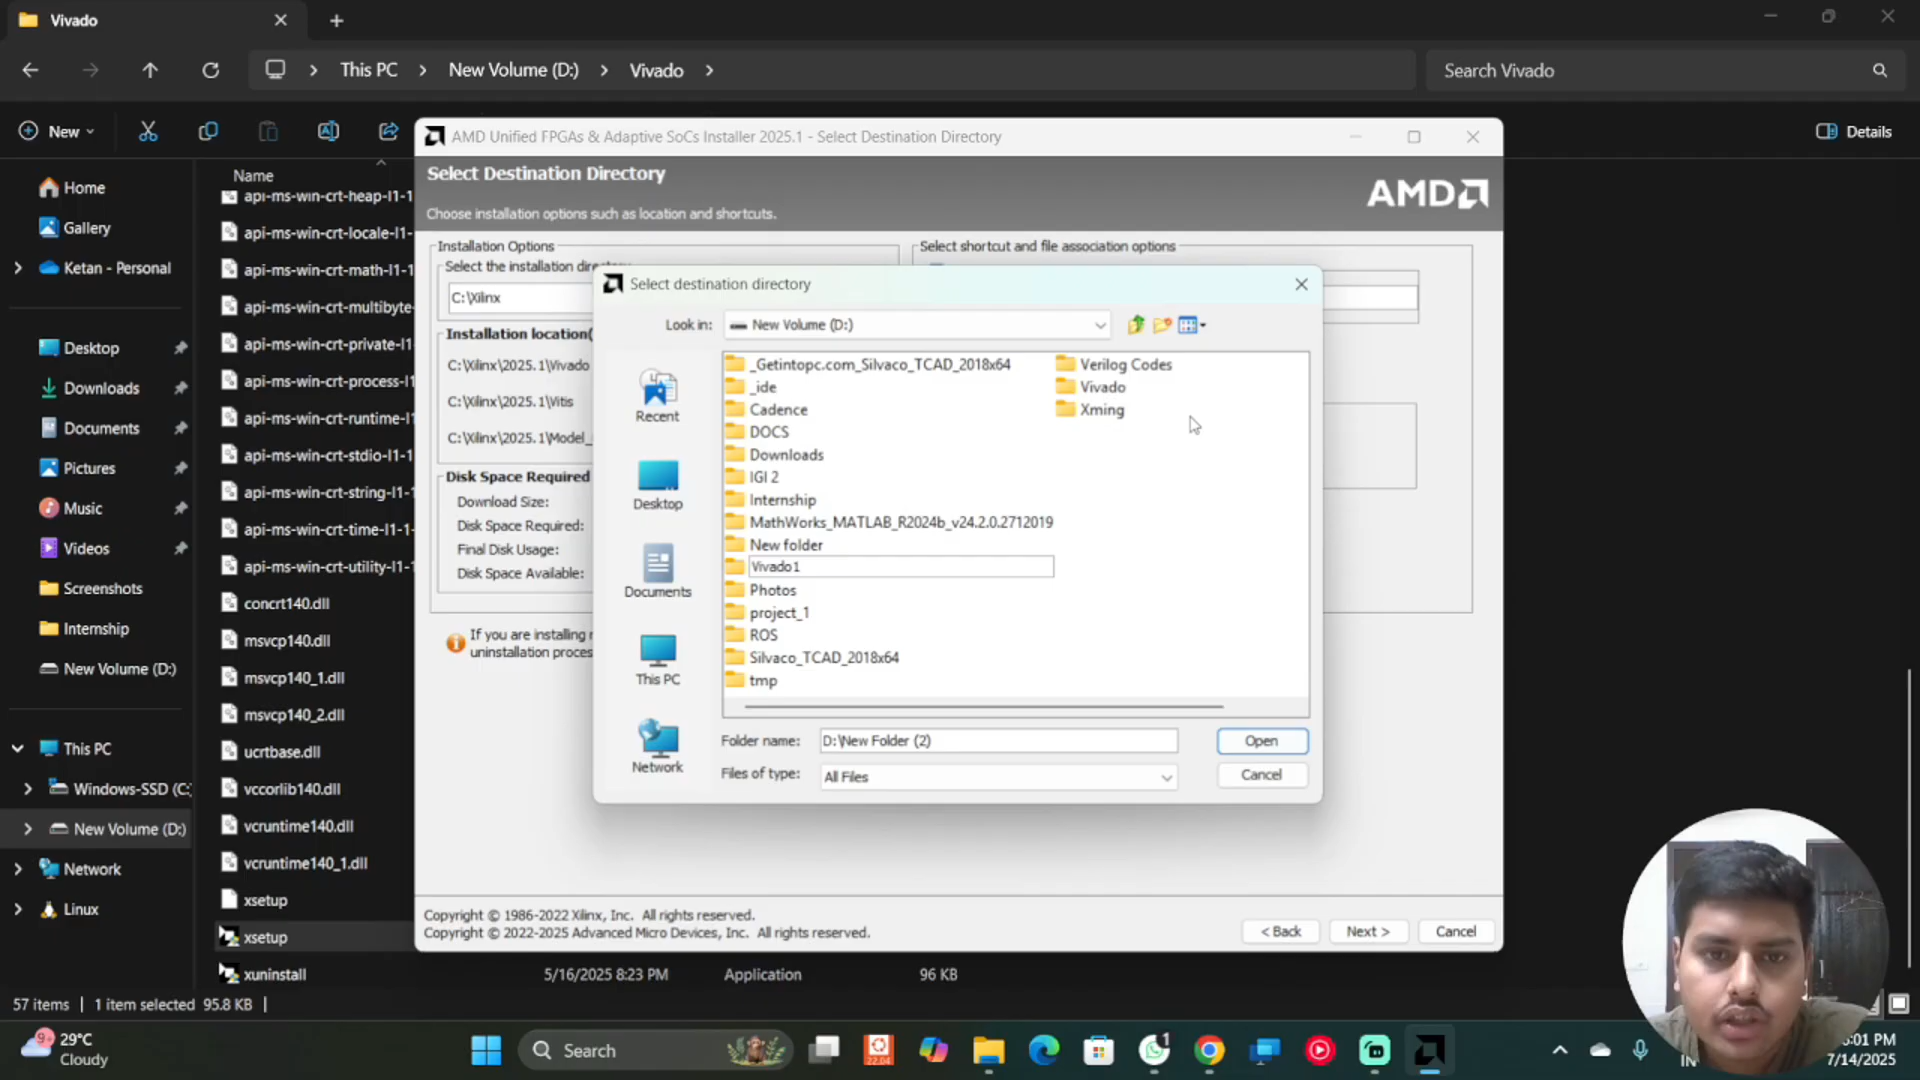 Vivado
This PC
New Volume (D:)
Vivado
Search Vivado
New
Details
Home
Gallery
Ketan - Personal
Desktop
Downloads
Documents
Pictures
Music
Videos
Screenshots
Internship
New Volume (D:)
This PC
Windows-SSD (C:
New Volume (D:)
Network
Linux
Name
api-ms-win-crt-heap-l1-1
api-ms-win-crt-locale-l1-
api-ms-win-crt-math-l1-1
api-ms-win-crt-multibyte-
api-ms-win-crt-private-l1-
api-ms-win-crt-process-l1
api-ms-win-crt-runtime-l1
api-ms-win-crt-stdio-l1-1
api-ms-win-crt-string-l1-1
api-ms-win-crt-time-l1-1-
api-ms-win-crt-utility-l1-1
concrt140.dll
msvcp140.dll
msvcp140_1.dll
msvcp140_2.dll
ucrtbase.dll
vccorlib140.dll
vcruntime140.dll
vcruntime140_1.dll
xsetup
xsetup
xuninstall
5/16/2025 8:23 PM
Application
96 KB
57 items
1 item selected 95.8 KB
AMD Unified FPGAs & Adaptive SoCs Installer 2025.1 - Select Destination Directory
Select Destination Directory
Choose installation options such as location and shortcuts.
AMD
Installation Options
Select the installation
C:\Xilinx
Installation location(
C:\Xilinx\2025.1\Vivado
C:\Xilinx\2025.1\Vitis
C:\Xilinx\2025.1\Model_
Disk Space Required
Download Size:
Disk Space Required:
Final Disk Usage:
Disk Space Available:
If you are installing
uninstallation proces
Select shortcut and file association options
Select destination directory
Look in:
New Volume (D:)
Recent
Desktop
Documents
This PC
Network
_Getintopc.com_Silvaco_TCAD_2018x64
_ide
Cadence
DOCS
Downloads
IGI 2
Internship
MathWorks_MATLAB_R2024b_v24.2.0.2712019
New folder
Vivado1
Photos
project_1
ROS
Silvaco_TCAD_2018x64
tmp
Verilog Codes
Vivado
Xming
Folder name:
D:\New Folder (2)
Open
Files of type:
All Files
Cancel
Copyright © 1986-2022 Xilinx, Inc. All rights reserved.
Copyright © 2022-2025 Advanced Micro Devices, Inc. All rights reserved.
< Back
Next >
Cancel
29°C
Cloudy
Search
22.04
1
:01 PM
7/14/2025